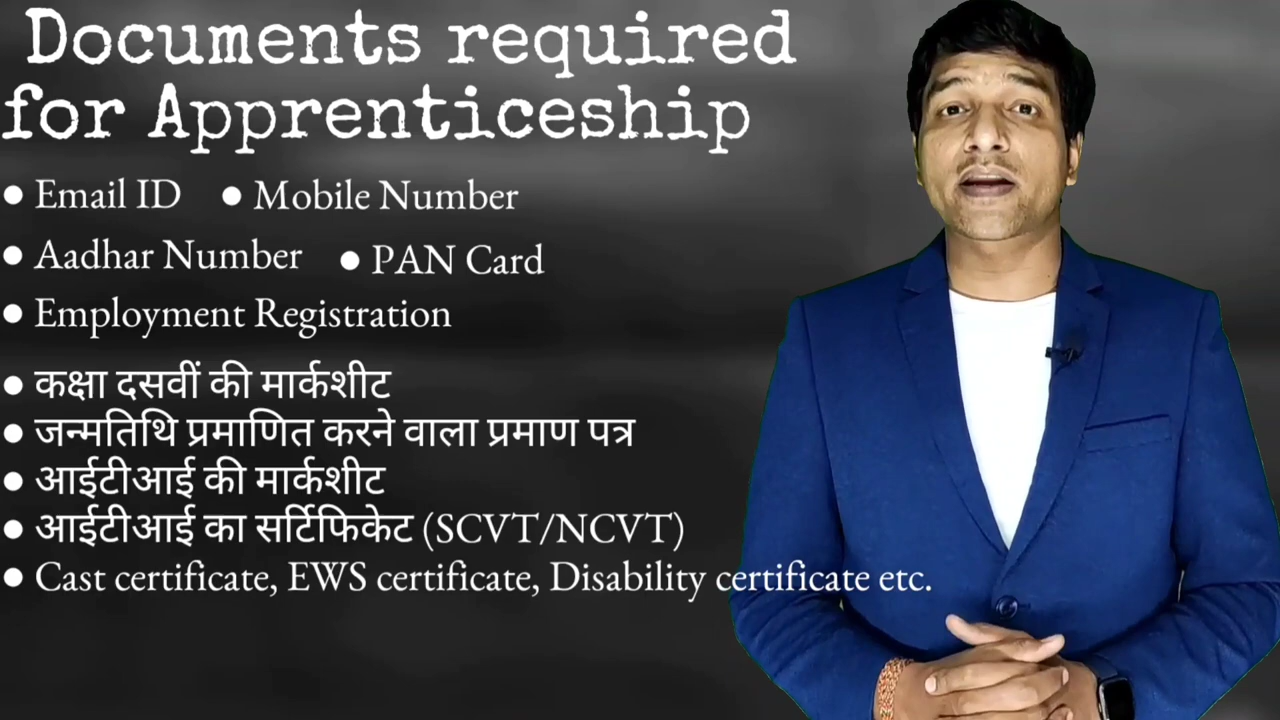 Documents required
for Apprenticeship
● Email ID ● Mobile Number
● Aadhar Number ● PAN Card
● Employment Registration
● कक्षा दसवीं की मार्कशीट
● जन्मतिथि प्रमाणित करने वाला प्रमाण पत्र
● आईटीआई की मार्कशीट
● आईटीआई का सर्टिफिकेट (SCVT/NCVT)
● Cast certificate, EWS certificate, Disability certificate etc.